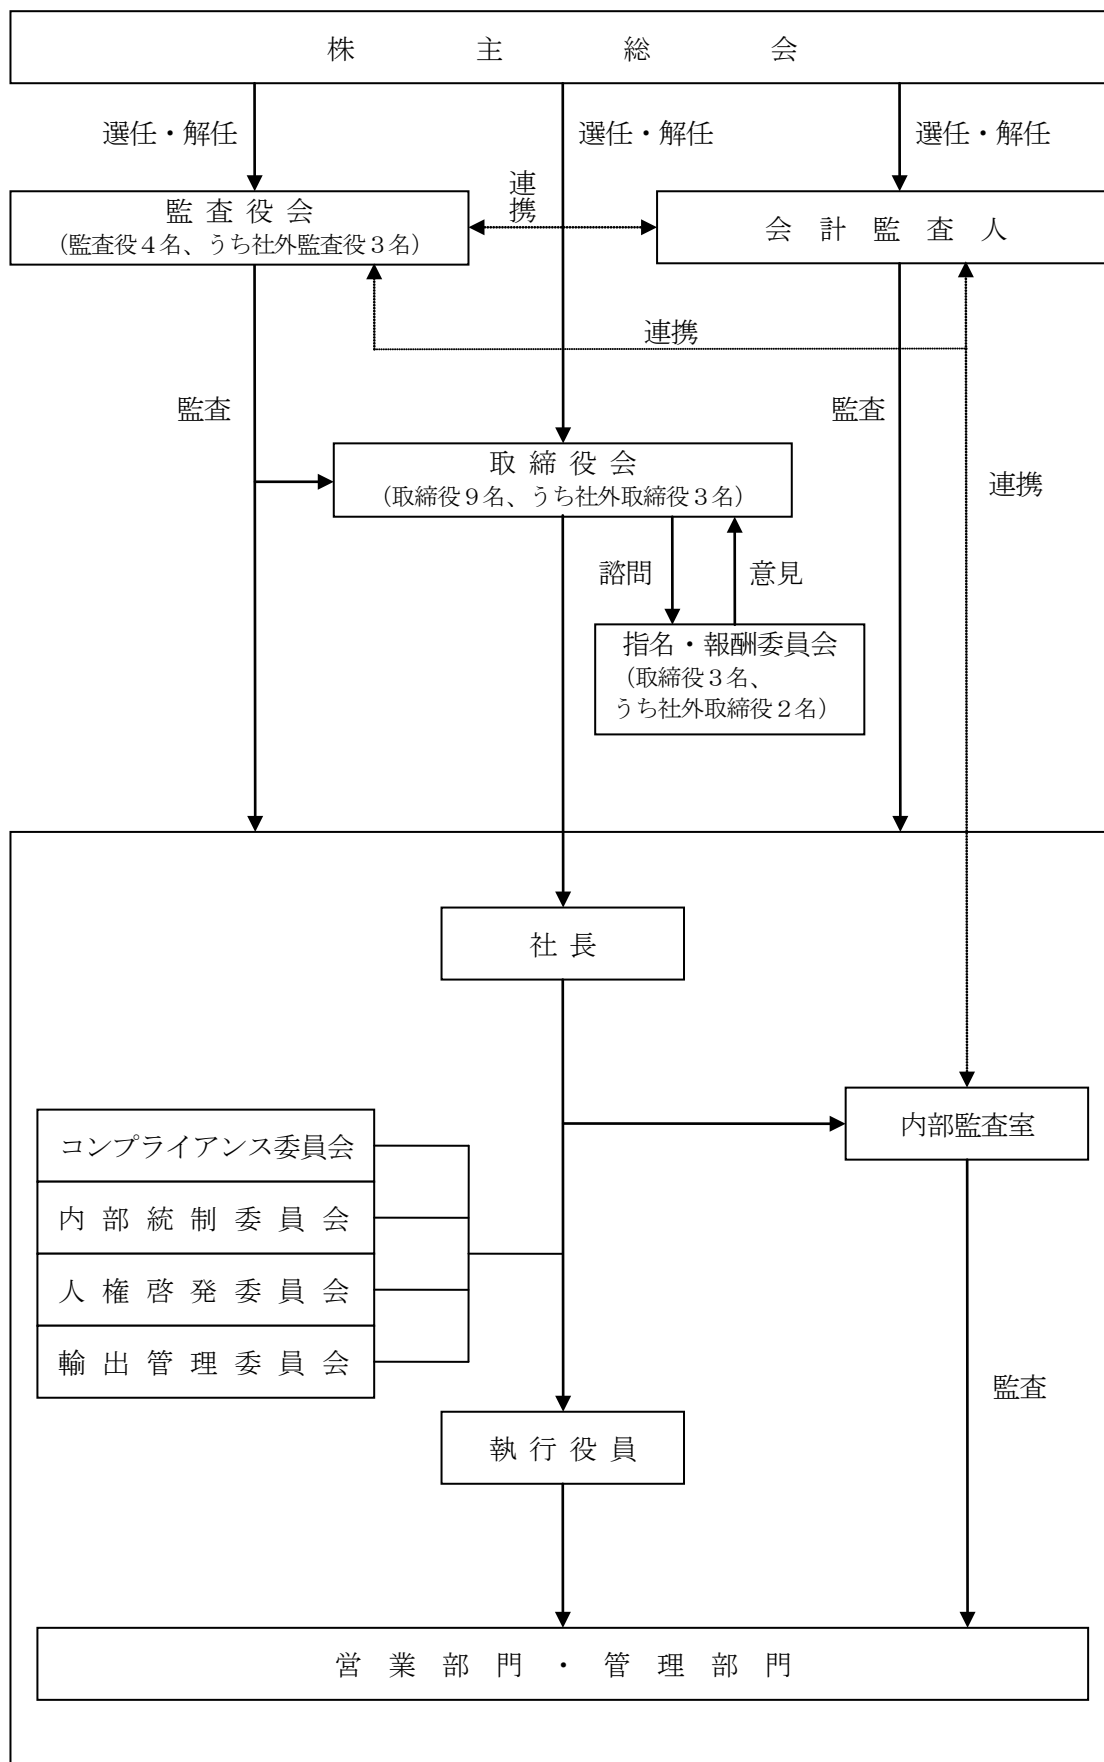 株主総会
選任・解任
選任・解任
選任・解任
連携
監査役会
（監査役４名、うち社外監査役３名）
会計監査人
連携
監査
監査
取締役会
（取締役９名、うち社外取締役３名）
連携
諮問
意見
指名・報酬委員会
（取締役３名、
うち社外取締役２名）
社長
内部監査室
コンプライアンス委員会
内部統制委員会
人権啓発委員会
輸出管理委員会
監査
執行役員
営業部門・管理部門